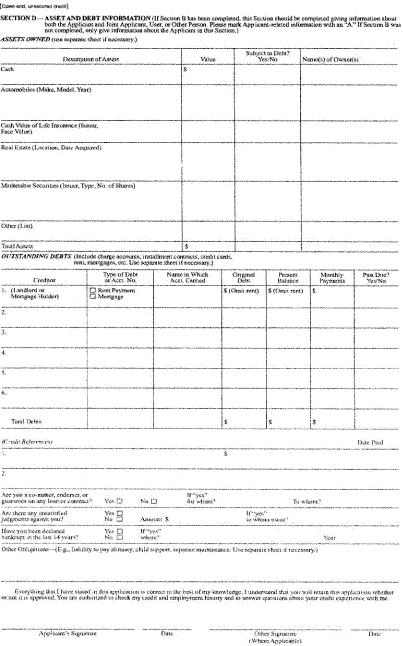 [Open-end, unsecured credit]
SECTION D— ASSET AND DEBT INFORMATION (If Section B has been completed, this Section should be completed giving information about
both the Applicant and Joint Applicant, User, or Other Person. Please mark Applicant-related information with an "A." If Section B was
not completed, only give information about the Applicant in this Section.)
ASSETS OWNED (use separate sheet if necessary.)
Description of Assets Value Subject to Debt? Yes/No Name(s) of Owner(s)
Cash $
Automobiles (Make, Model, Year)
Cash Value of Life Insurance (Issuer,
Face Value)
Real Estate (Location, Date Acquired)
Marketable Securities (Issuer, Type, No. of Shares)
Other (List)
Total Assets $
OUTSTANDING DEBTS (Include charge accounts, installment contracts, credit cards,
rent, mortgages, etc. Use separate sheet if necessary.)
Creditor Type of Debt or Acct. No. Name in Which Acct. Carried Original Debt Present Balance Monthly Payments Past Due? Yes/No
1. (Landlord or Mortgage Holder) ☐ Rent Payment ☐ Mortgage $ (Omit rent) $ (Omit rent) $
2.
3.
4.
5.
6.
Total Debts $ $ $
(Credit References) Date Paid
1. $
2.
Are you a co-maker, endorser, or
guarantor on any loan or contract? Yes ☐ No ☐ If "yes" for whom? To whom?
Are there any unsatisfied
judgments against you? Yes ☐ No ☐ Amount $ If "yes" to whom owed?
Have you been declared
bankrupt in the last 14 years? Yes ☐ No ☐ If "yes" where? Year
Other Obligations—(E.g., liability to pay alimony, child support, separate maintenance. Use separate sheet if necessary.)
Everything that I have stated in this application is correct to the best of my knowledge. I understand that you will retain this application whether
or not it is approved. You are authorized to check my credit and employment history and to answer questions about your credit experience with me.
Applicant's Signature Date Other Signature Date
(Where Applicable)